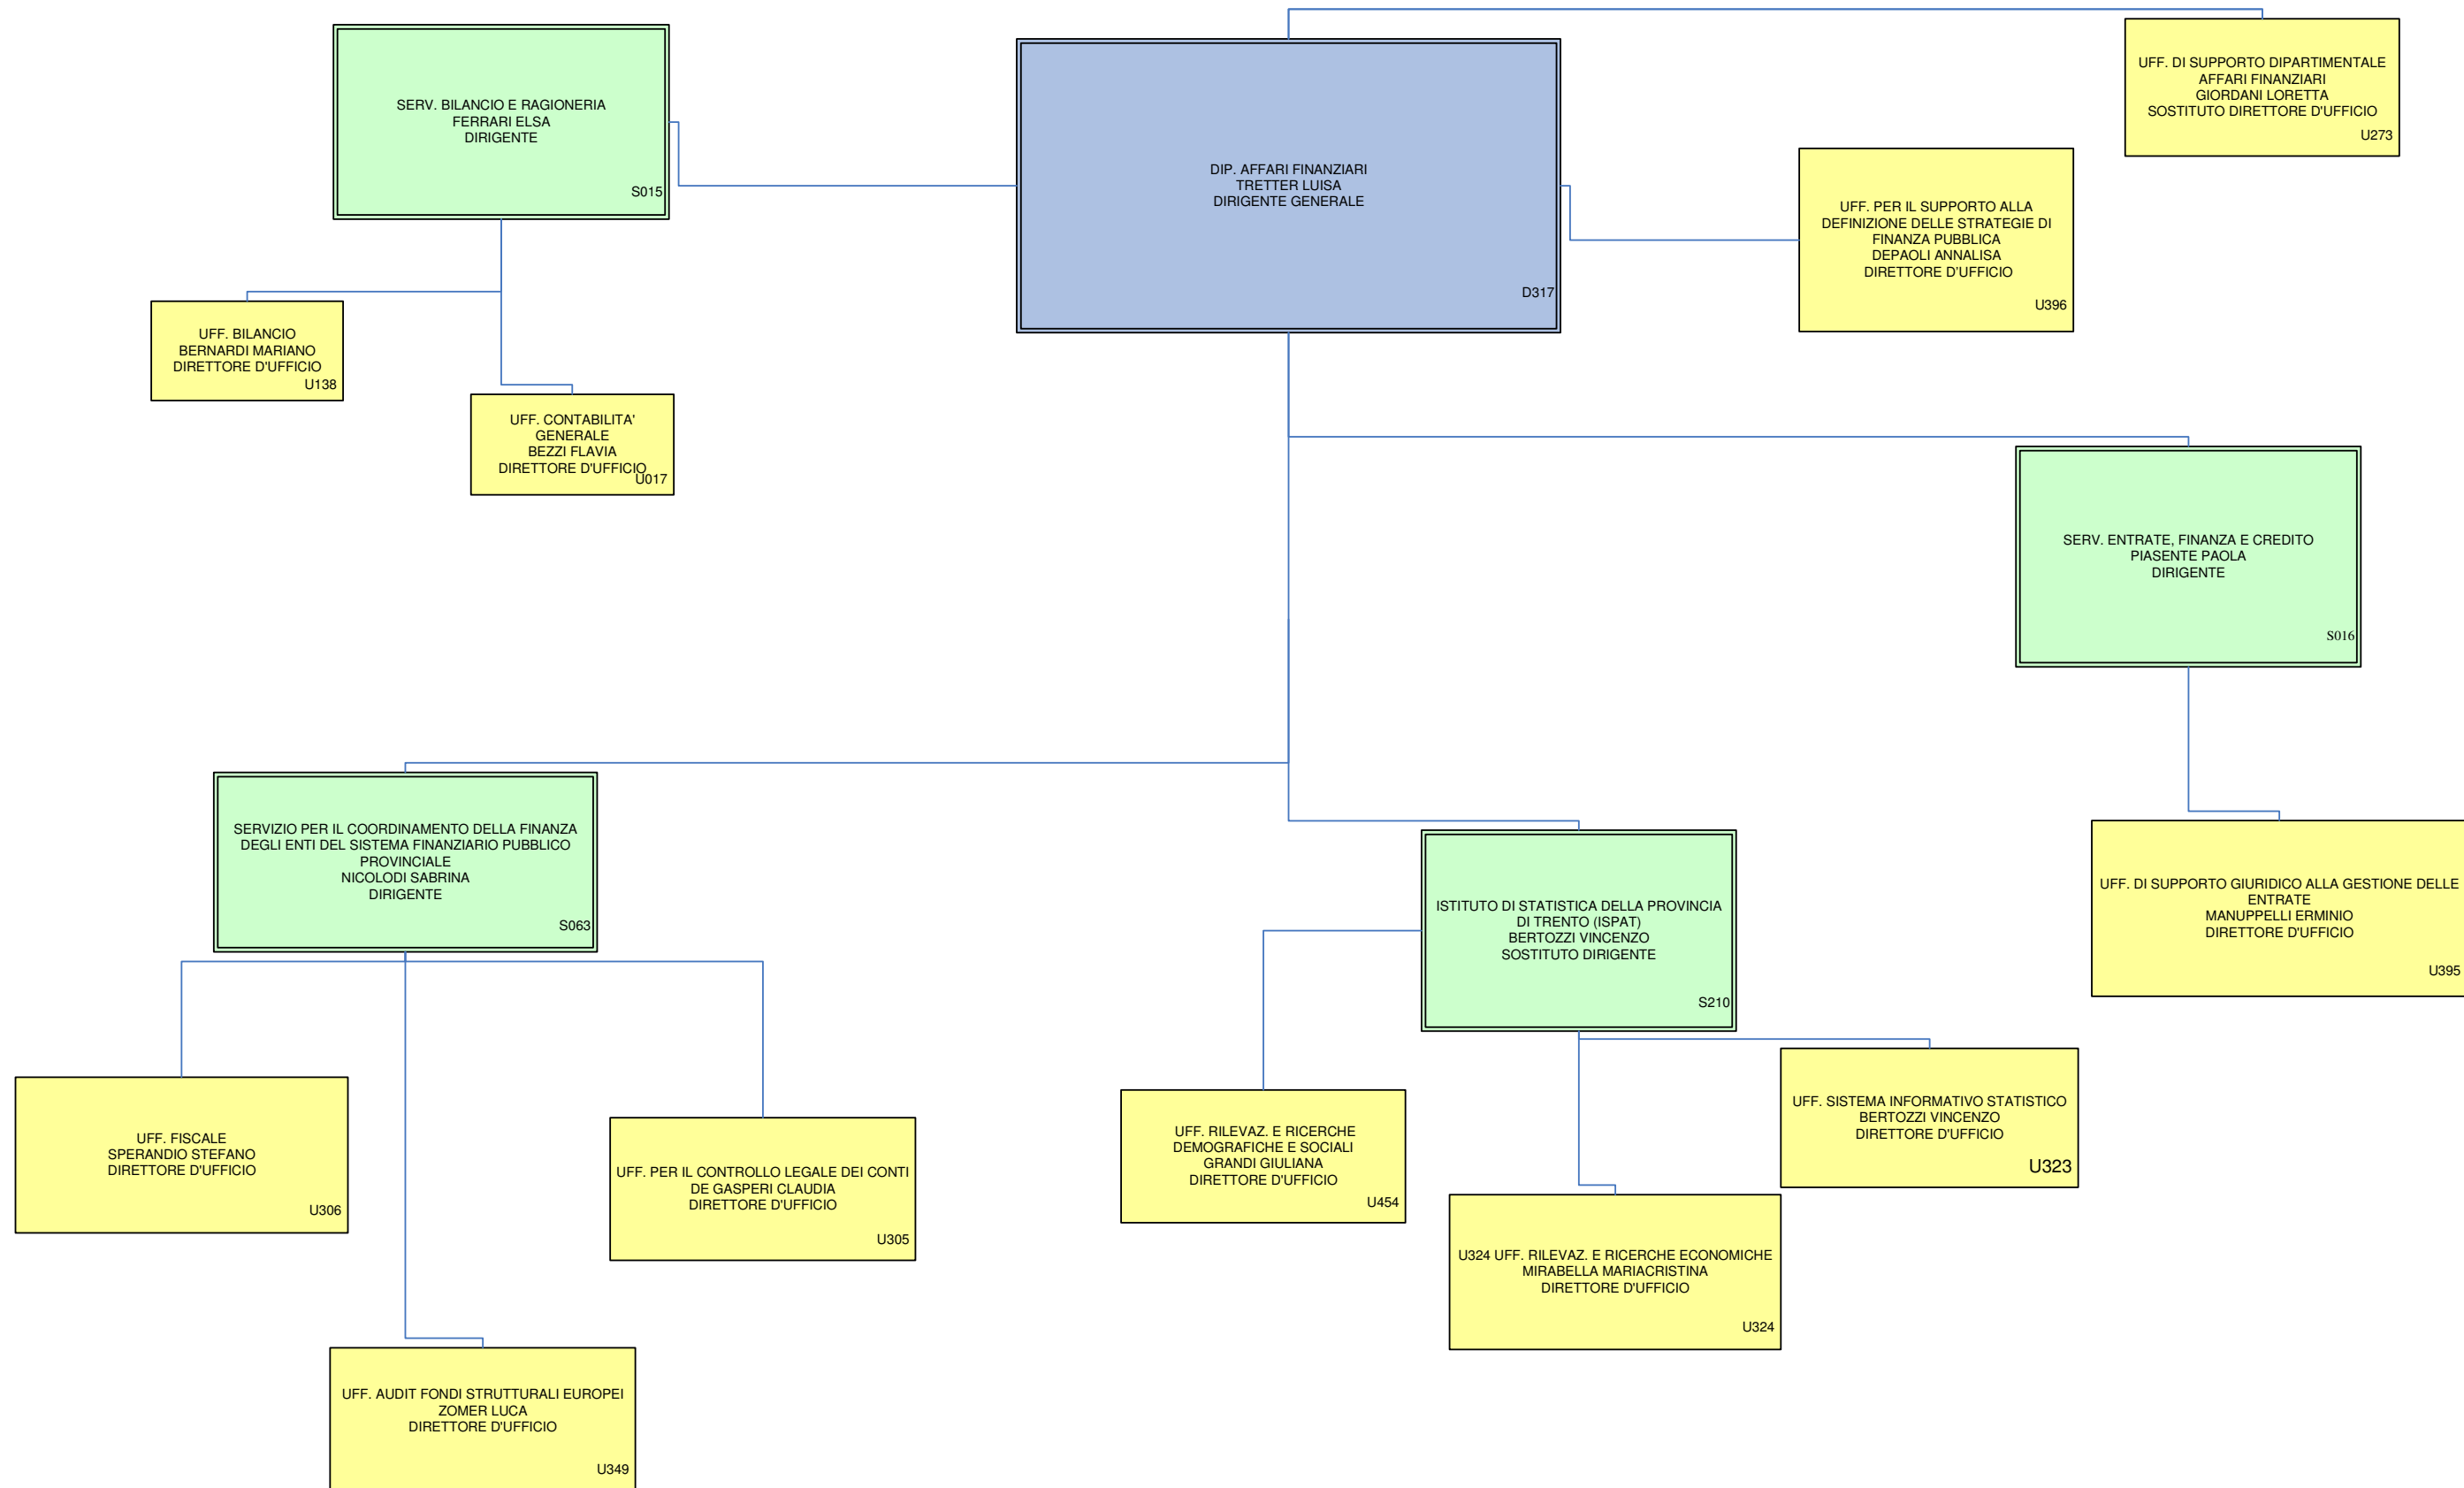 SERV. BILANCIO E RAGIONERIA
FERRARI ELSA
DIRIGENTE
S015
DIP. AFFARI FINANZIARI
TRETTER LUISA
DIRIGENTE GENERALE
D317
UFF. DI SUPPORTO DIPARTIMENTALE
AFFARI FINANZIARI
GIORDANI LORETTA
SOSTITUTO DIRETTORE D'UFFICIO
U273
UFF. PER IL SUPPORTO ALLA
DEFINIZIONE DELLE STRATEGIE DI
FINANZA PUBBLICA
DEPAOLI ANNALISA
DIRETTORE D'UFFICIO
U396
UFF. BILANCIO
BERNARDI MARIANO
DIRETTORE D'UFFICIO
U138
UFF. CONTABILITA'
GENERALE
BEZZI FLAVIA
DIRETTORE D'UFFICIO
U017
SERV. ENTRATE, FINANZA E CREDITO
PIASENTE PAOLA
DIRIGENTE
S016
SERVIZIO PER IL COORDINAMENTO DELLA FINANZA
DEGLI ENTI DEL SISTEMA FINANZIARIO PUBBLICO
PROVINCIALE
NICOLODI SABRINA
DIRIGENTE
S063
ISTITUTO DI STATISTICA DELLA PROVINCIA
DI TRENTO (ISPAT)
BERTOZZI VINCENZO
SOSTITUTO DIRIGENTE
S210
UFF. DI SUPPORTO GIURIDICO ALLA GESTIONE DELLE
ENTRATE
MANUPPELLI ERMINIO
DIRETTORE D'UFFICIO
U395
UFF. FISCALE
SPERANDIO STEFANO
DIRETTORE D'UFFICIO
U306
UFF. PER IL CONTROLLO LEGALE DEI CONTI
DE GASPERI CLAUDIA
DIRETTORE D'UFFICIO
U305
UFF. RILEVAZ. E RICERCHE
DEMOGRAFICHE E SOCIALI
GRANDI GIULIANA
DIRETTORE D'UFFICIO
U454
UFF. SISTEMA INFORMATIVO STATISTICO
BERTOZZI VINCENZO
DIRETTORE D'UFFICIO
U323
U324 UFF. RILEVAZ. E RICERCHE ECONOMICHE
MIRABELLA MARIACRISTINA
DIRETTORE D'UFFICIO
U324
UFF. AUDIT FONDI STRUTTURALI EUROPEI
ZOMER LUCA
DIRETTORE D'UFFICIO
U349